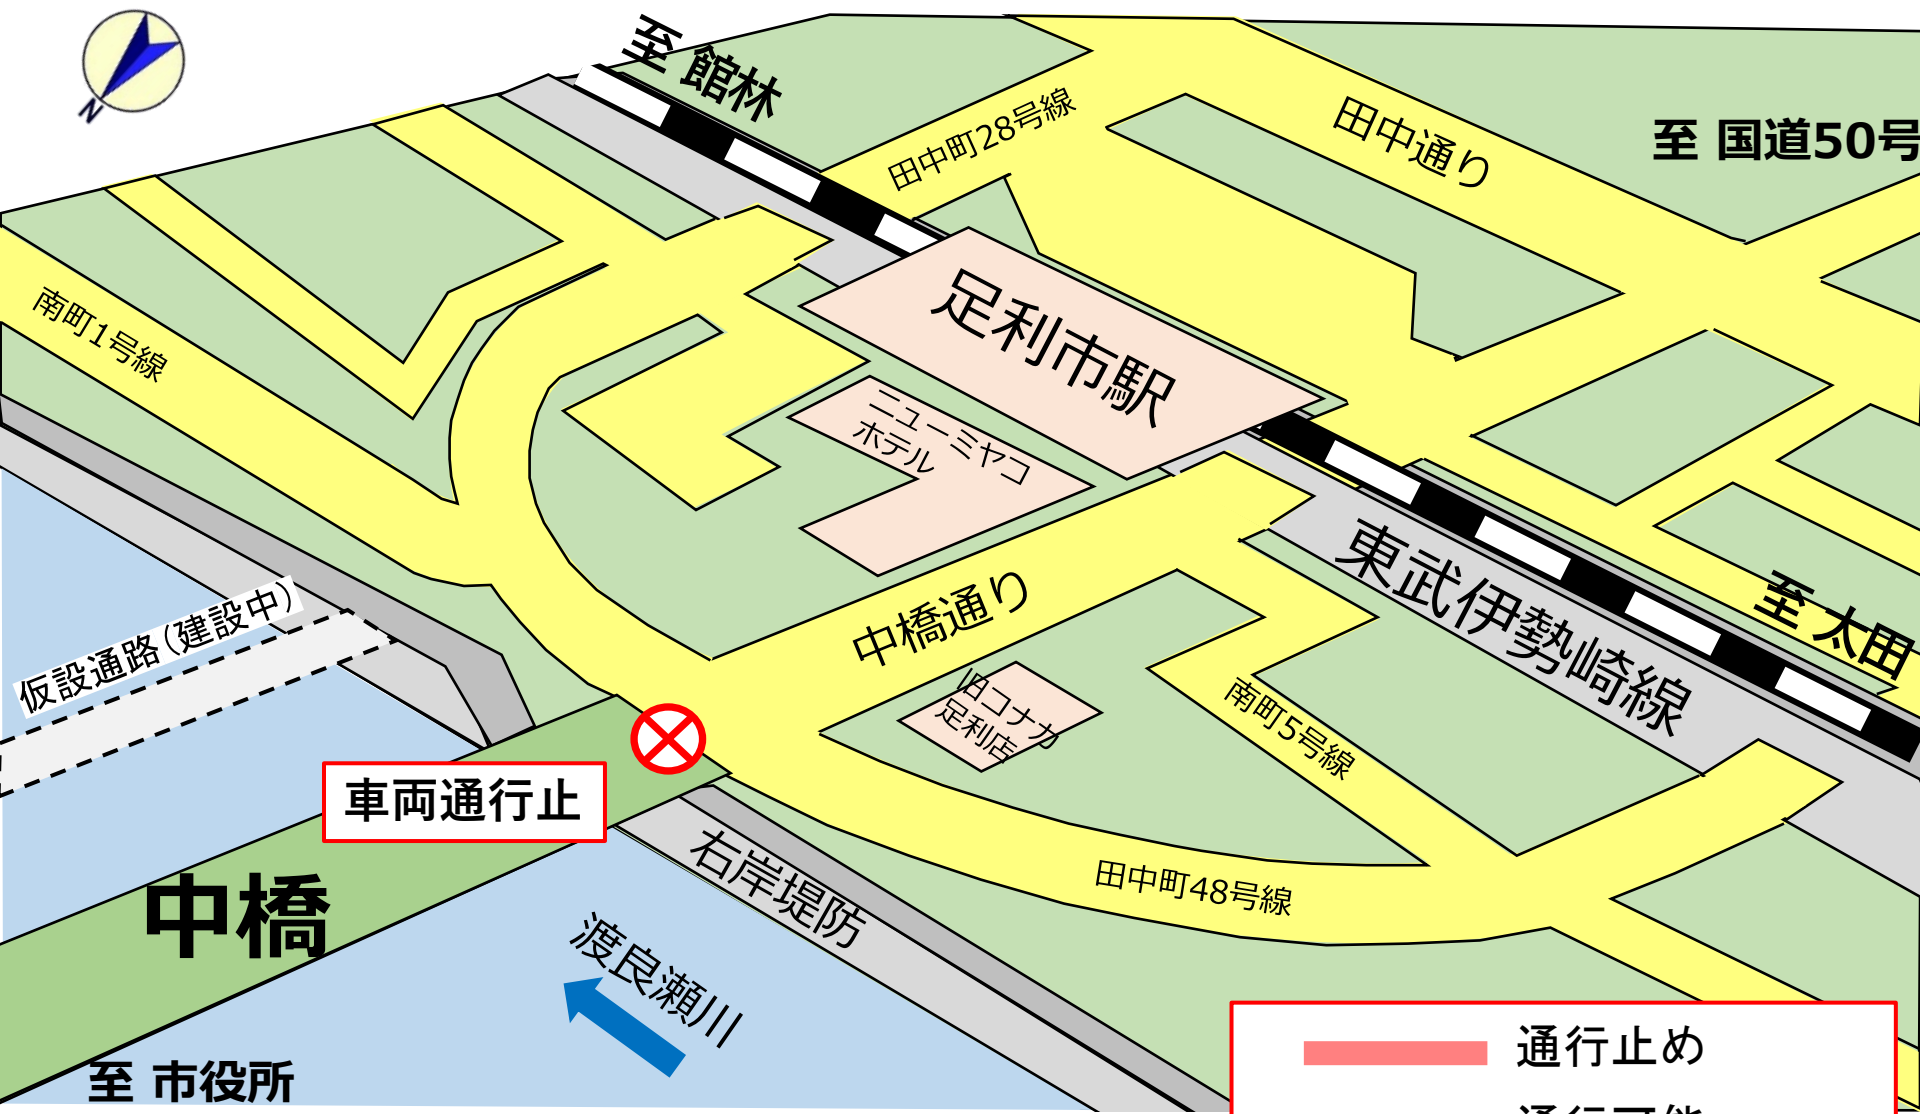 N
至 館林
田中町28号線
田中通り
至 国道50号
南町1号線
足利市駅
ニューミヤコ
ホテル
東武伊勢崎線
至 太田
仮設通路(建設中)
中橋通り
旧コナカ
足利店
南町5号線
車両通行止
田中町48号線
右岸堤防
中橋
渡良瀬川
至 市役所
通行止め
通行可能